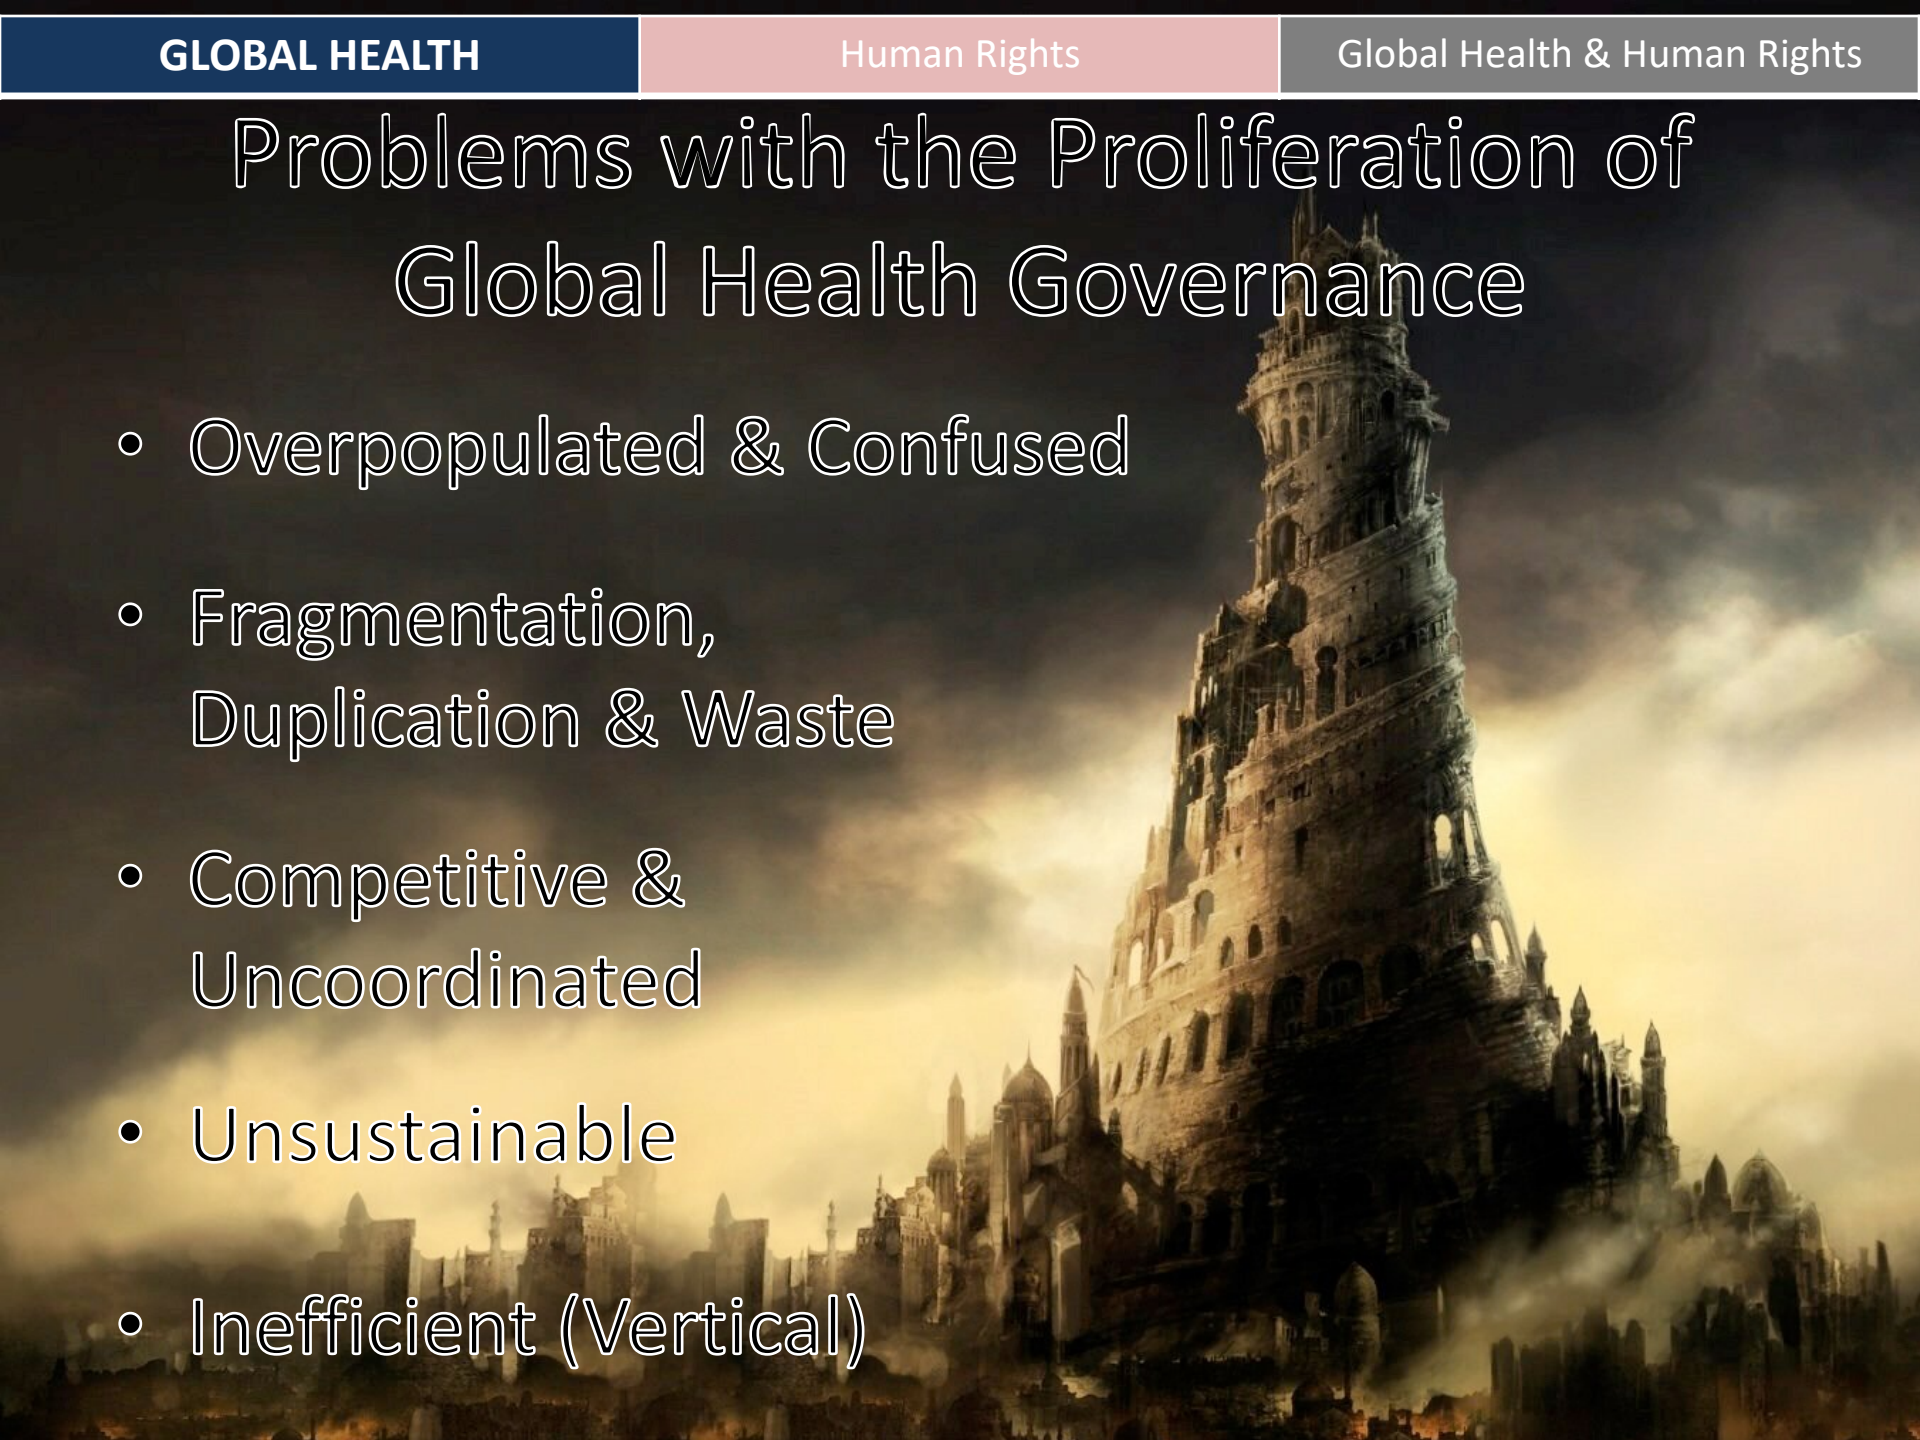 GLOBAL HEALTH
Human Rights
Global Health & Human Rights
Problems with the Proliferation of
Global Health Governance
• Overpopulated & Confused
• Fragmentation,
Duplication & Waste
• Competitive &
Uncoordinated
• Unsustainable
• Inefficient (Vertical)